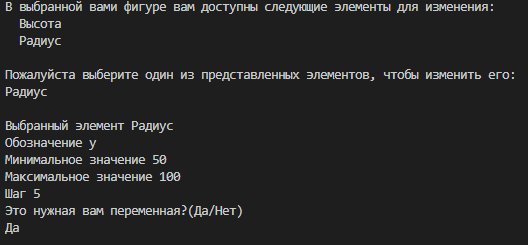 В выбранной вами фигуре вам доступны следующие элементы для изменения:
Высота
Радиус
Пожалуйста выберите один из представленных элементов, чтобы изменить его:
Радиус
Выбранный элемент Радиус
Обозначение y
Минимальное значение 50
Максимальное значение 100
Шаг 5
Это нужная вам переменная?(Да/Нет)
Да